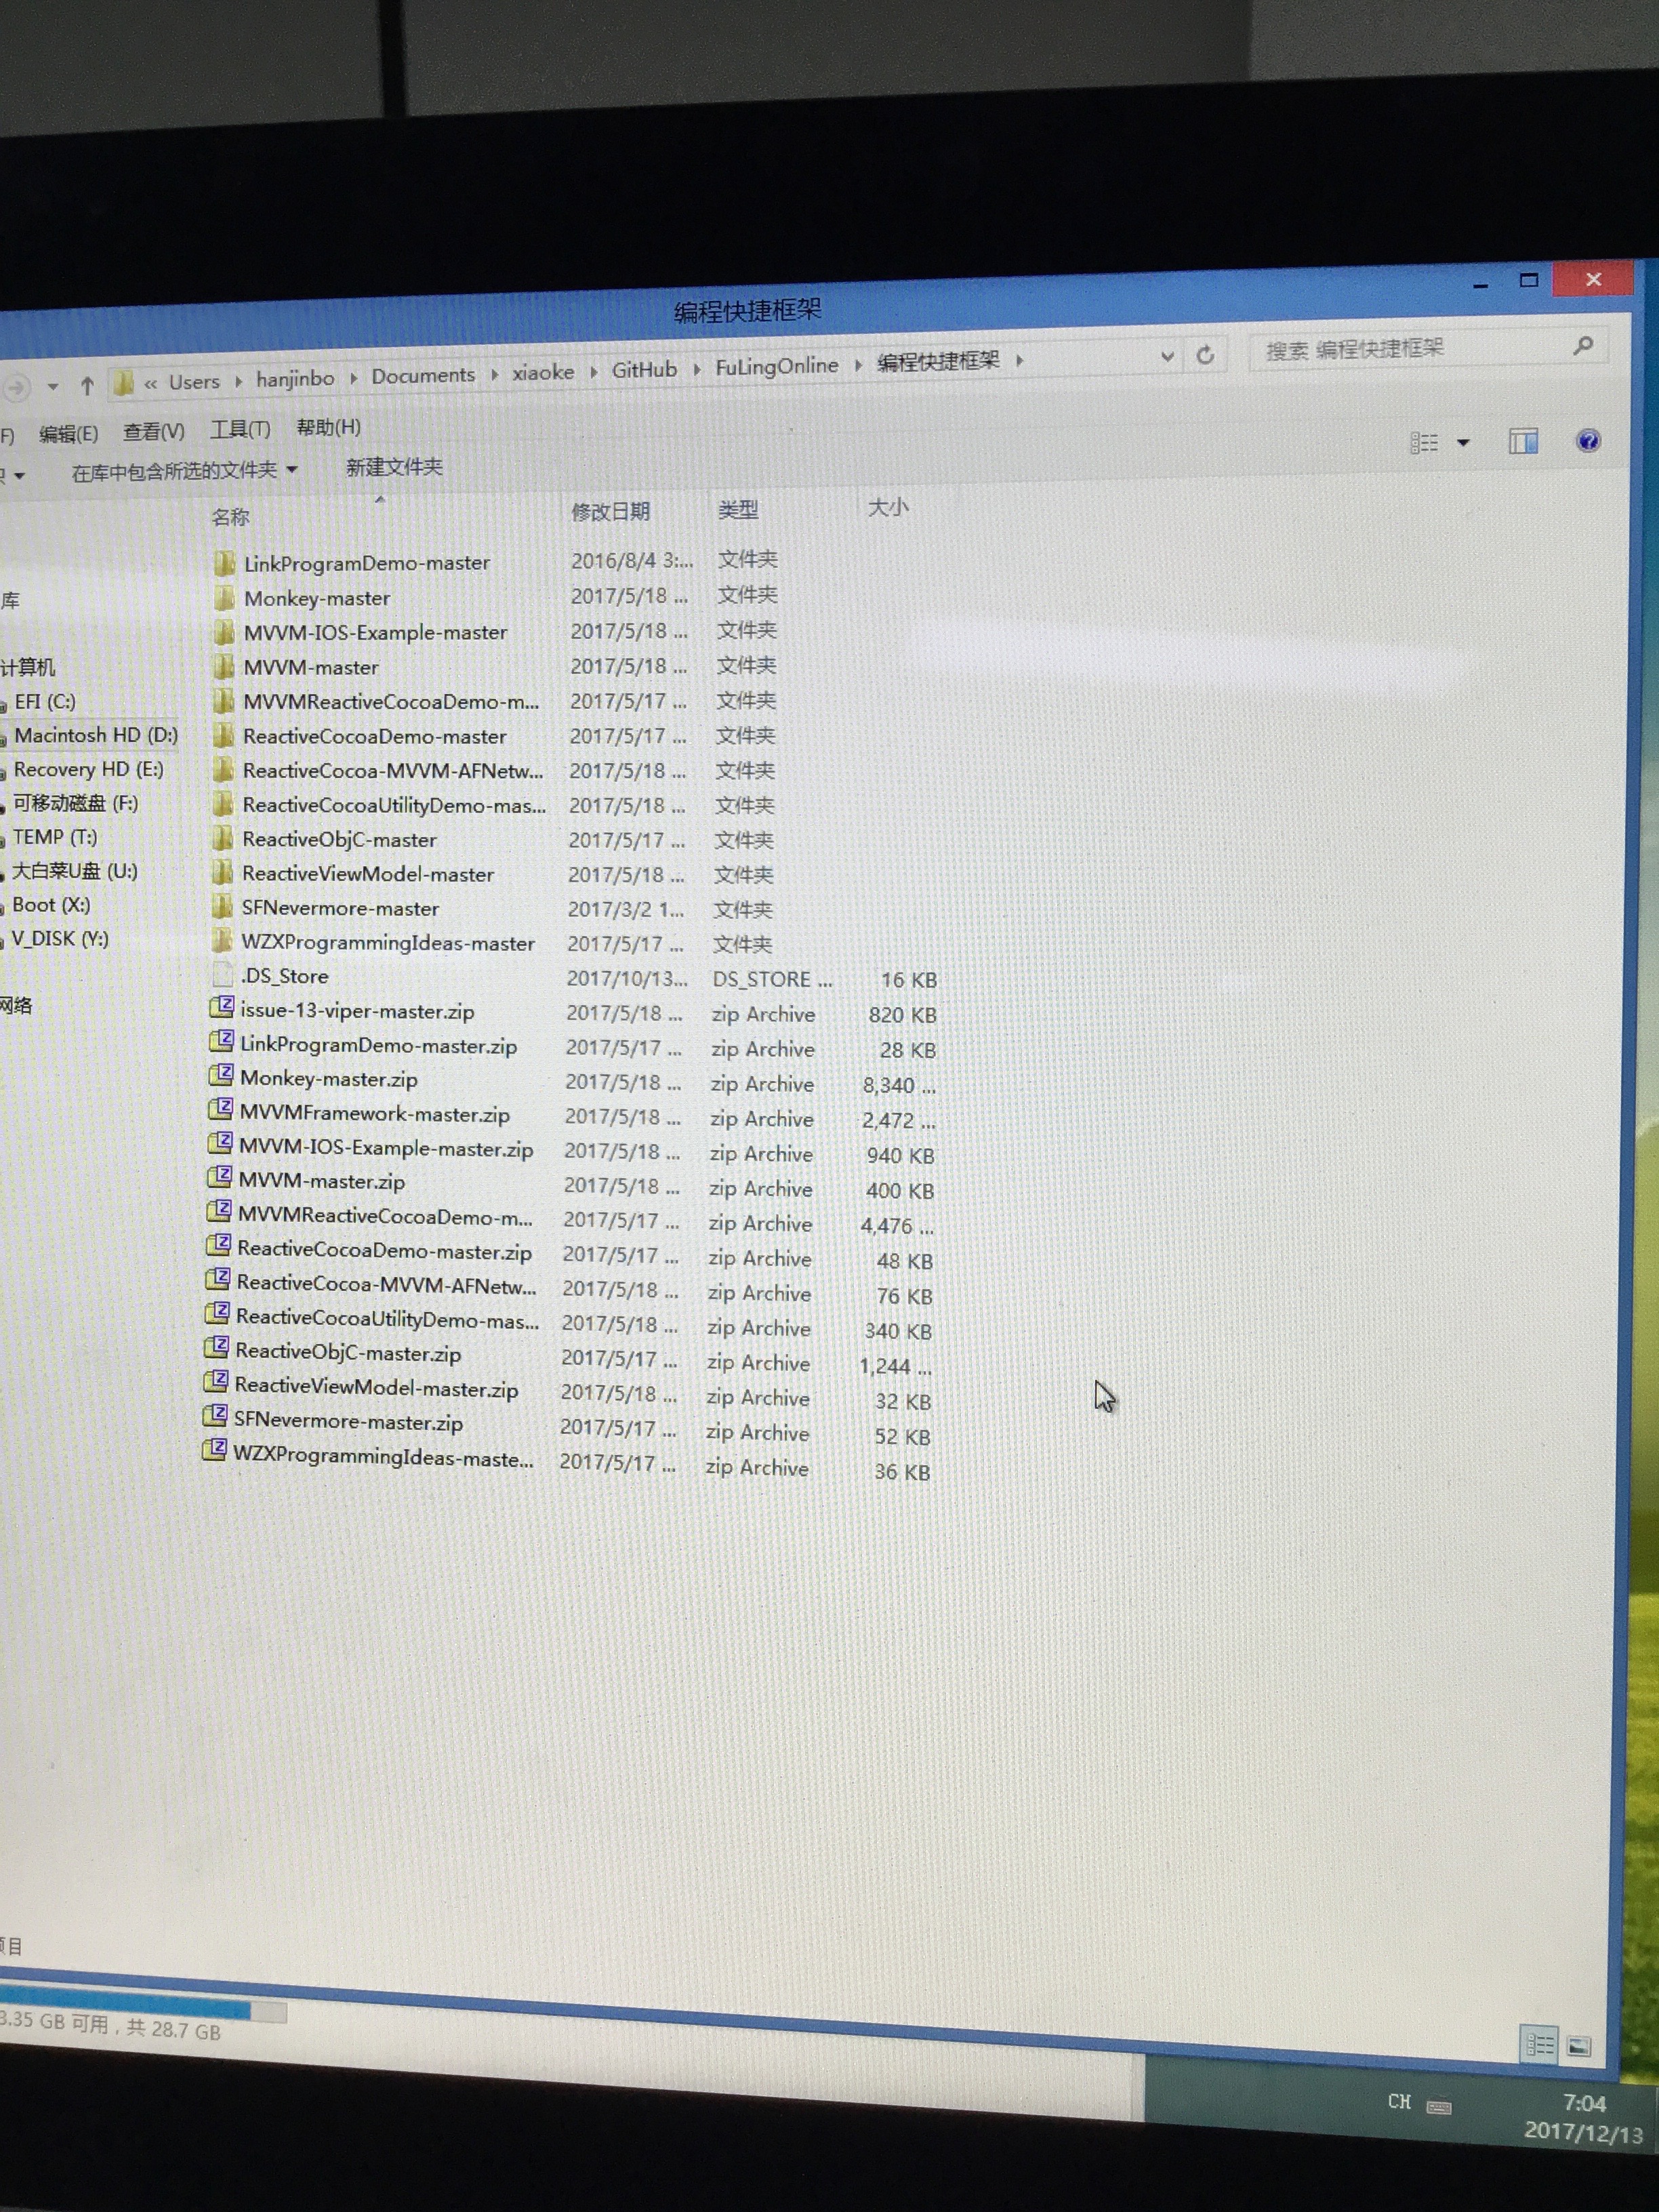 编程快捷框架
« Users ▸ hanjinbo ▸ Documents ▸ xiaoke ▸ GitHub ▸ FuLingOnline ▸ 编程快捷框架 ▸
搜索 编程快捷框架
F) 编辑(E) 查看(V) 工具(T) 帮助(H)
在库中包含所选的文件夹 新建文件夹
名称 修改日期 类型 大小
库
计算机
EFI (C:)
Macintosh HD (D:)
Recovery HD (E:)
可移动磁盘 (F:)
TEMP (T:)
大白菜U盘 (U:)
Boot (X:)
V_DISK (Y:)
网络
LinkProgramDemo-master 2016/8/4 3:... 文件夹
Monkey-master 2017/5/18 ... 文件夹
MVVM-IOS-Example-master 2017/5/18 ... 文件夹
MVVM-master 2017/5/18 ... 文件夹
MVVMReactiveCocoaDemo-m... 2017/5/17 ... 文件夹
ReactiveCocoaDemo-master 2017/5/17 ... 文件夹
ReactiveCocoa-MVVM-AFNetw... 2017/5/18 ... 文件夹
ReactiveCocoaUtilityDemo-mas... 2017/5/18 ... 文件夹
ReactiveObjC-master 2017/5/17 ... 文件夹
ReactiveViewModel-master 2017/5/18 ... 文件夹
SFNevermore-master 2017/3/2 1... 文件夹
WZXProgrammingIdeas-master 2017/5/17 ... 文件夹
.DS_Store 2017/10/13... DS_STORE ... 16 KB
issue-13-viper-master.zip 2017/5/18 ... zip Archive 820 KB
LinkProgramDemo-master.zip 2017/5/17 ... zip Archive 28 KB
Monkey-master.zip 2017/5/18 ... zip Archive 8,340 ...
MVVMFramework-master.zip 2017/5/18 ... zip Archive 2,472 ...
MVVM-IOS-Example-master.zip 2017/5/18 ... zip Archive 940 KB
MVVM-master.zip 2017/5/18 ... zip Archive 400 KB
MVVMReactiveCocoaDemo-m... 2017/5/17 ... zip Archive 4,476 ...
ReactiveCocoaDemo-master.zip 2017/5/17 ... zip Archive 48 KB
ReactiveCocoa-MVVM-AFNetw... 2017/5/18 ... zip Archive 76 KB
ReactiveCocoaUtilityDemo-mas... 2017/5/18 ... zip Archive 340 KB
ReactiveObjC-master.zip 2017/5/17 ... zip Archive 1,244 ...
ReactiveViewModel-master.zip 2017/5/18 ... zip Archive 32 KB
SFNevermore-master.zip 2017/5/17 ... zip Archive 52 KB
WZXProgrammingIdeas-maste... 2017/5/17 ... zip Archive 36 KB
项目
3.35 GB 可用，共 28.7 GB
CH 7:04
2017/12/13